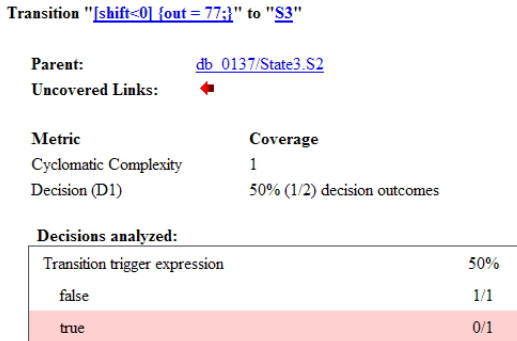 Transition "[shift<0] {out = 77;}" to "S3"
Parent: db_0137/State3.S2
Uncovered Links:
Metric Coverage
Cyclomatic Complexity 1
Decision (D1) 50% (1/2) decision outcomes
Decisions analyzed:
Transition trigger expression 50%
false 1/1
true 0/1